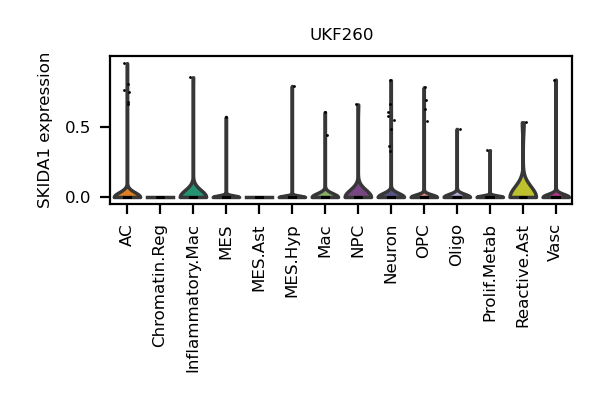 UKF260
SKIDA1 expression
0.5
0.0
AC
Chromatin.Reg
Inflammatory.Mac
MES
MES.Ast
MES.Hyp
Mac
NPC
Neuron
OPC
Oligo
Prolif.Metab
Reactive.Ast
Vasc